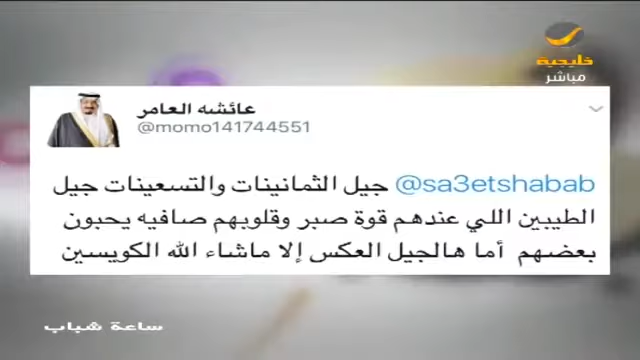 خليجية
مباشر
عائشه العامر
@momo141744551
@sa3etshabab جيل الثمانينات والتسعينات جيل
الطيبين اللي عندهم قوة صبر وقلوبهم صافيه يحبون
بعضهم أما هالجيل العكس إلا ماشاء الله الكويسين
ساعة شباب